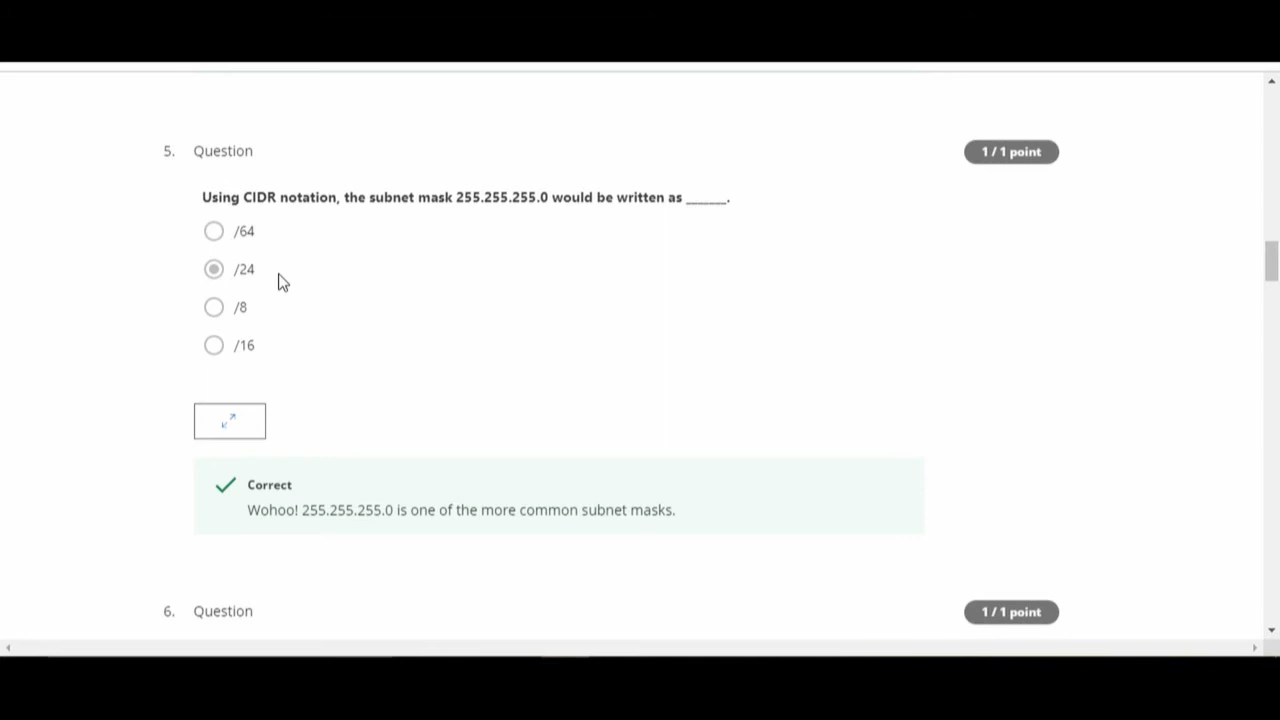 5. Question 1 / 1 point
Using CIDR notation, the subnet mask 255.255.255.0 would be written as ______.
/64
/24
/8
/16
Correct
Wohoo! 255.255.255.0 is one of the more common subnet masks.
6. Question 1 / 1 point